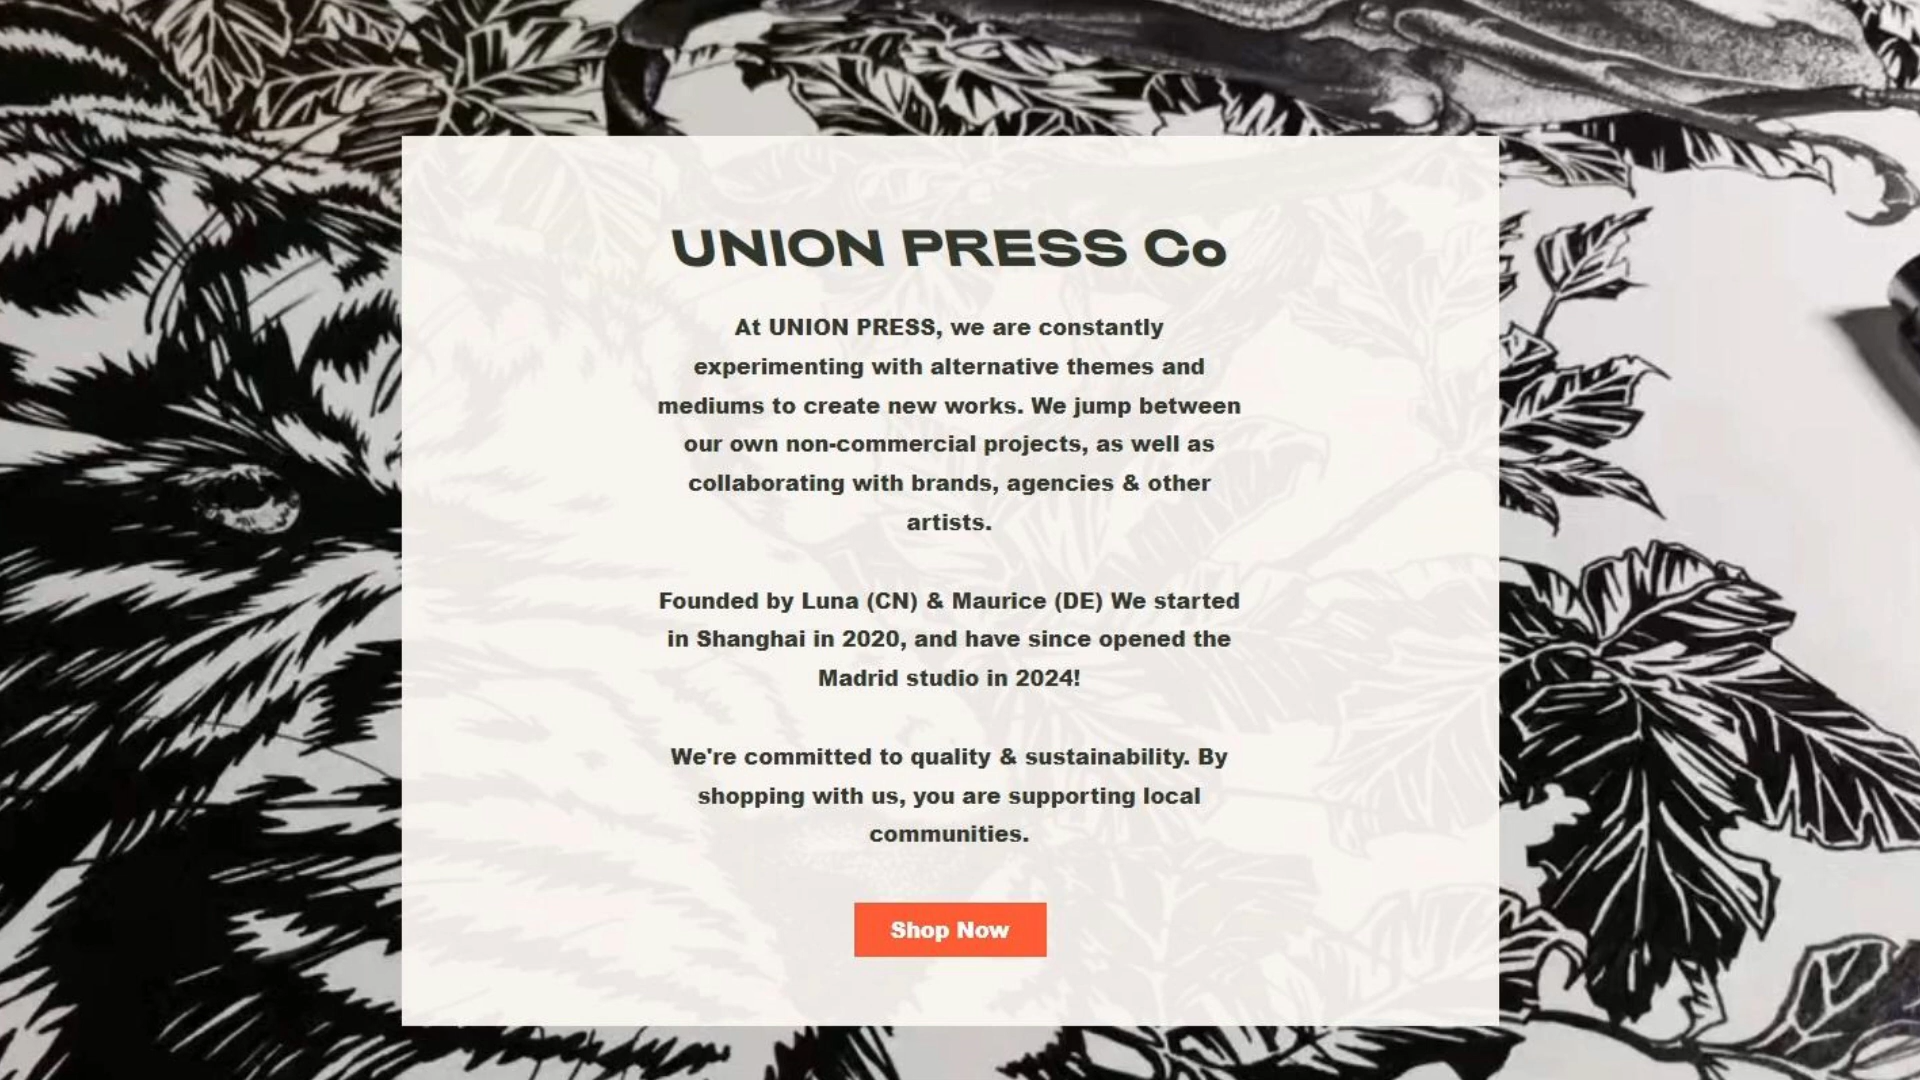 UNION PRESS Co
At UNION PRESS, we are constantly
experimenting with alternative themes and
mediums to create new works. We jump between
our own non-commercial projects, as well as
collaborating with brands, agencies & other
artists.
Founded by Luna (CN) & Maurice (DE) We started
in Shanghai in 2020, and have since opened the
Madrid studio in 2024!
We're committed to quality & sustainability. By
shopping with us, you are supporting local
communities.
Shop Now